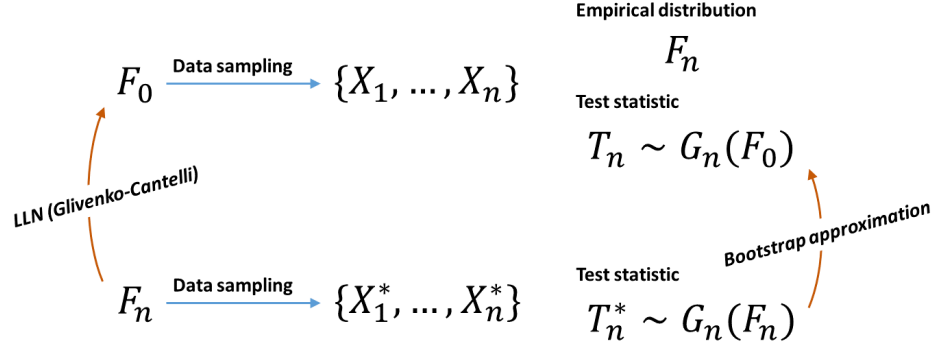 Empirical distribution
F_n
Data sampling
F_0
{X_1, ..., X_n}
Test statistic
T_n ~ G_n(F_0)
LLN (Glivenko-Cantelli)
Bootstrap approximation
Data sampling
F_n
{X_1^*, ..., X_n^*}
Test statistic
T_n^* ~ G_n(F_n)